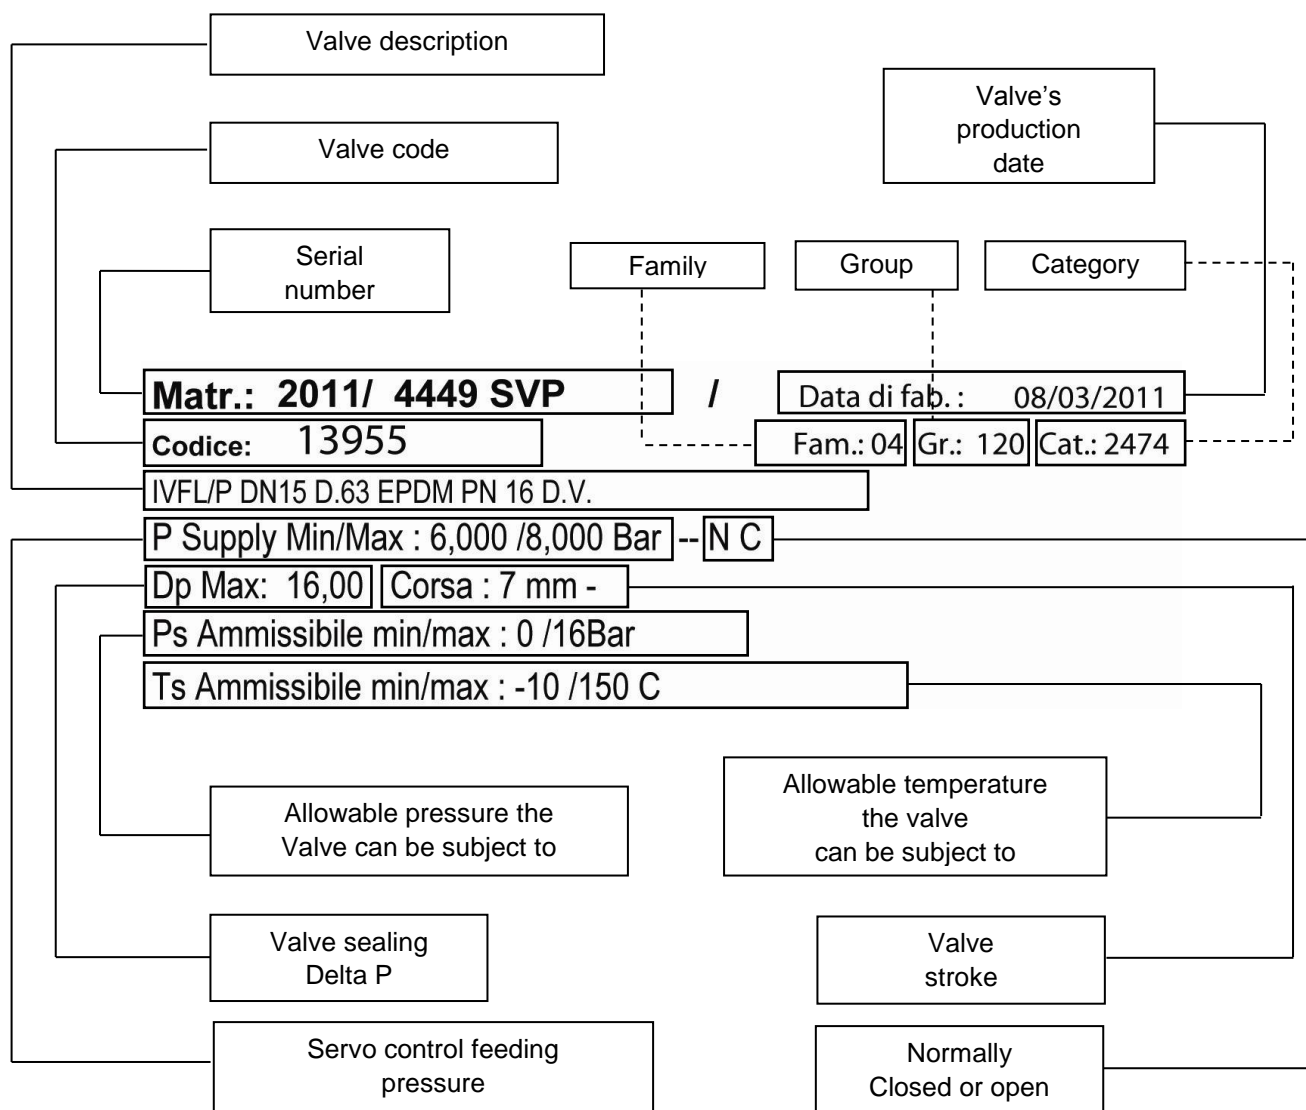 Valve description
Valve's
production
date
Valve code
Serial
number
Family
Group
Category
Matr.: 2011/ 4449 SVP / Data di fab. : 08/03/2011
Codice: 13955 Fam.: 04 Gr.: 120 Cat.: 2474
IVFL/P DN15 D.63 EPDM PN 16 D.V.
P Supply Min/Max : 6,000 /8,000 Bar -- N C
Dp Max: 16,00 Corsa : 7 mm -
Ps Ammissibile min/max : 0 /16Bar
Ts Ammissibile min/max : -10 /150 C
Allowable pressure the
Valve can be subject to
Allowable temperature
the valve
can be subject to
Valve sealing
Delta P
Valve
stroke
Servo control feeding
pressure
Normally
Closed or open